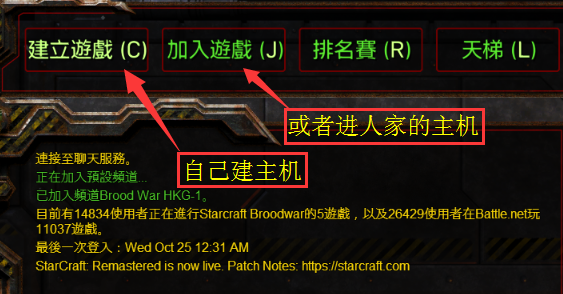 建立遊戲 (C)
加入遊戲 (J)
排名賽 (R)
天梯 (L)
或者进人家的主机
自己建主机
連接至聊天服務。
正在加入預設頻道...
已加入頻道Brood War HKG-1。
目前有14834使用者正在進行Starcraft Broodwar的5遊戲，以及26429使用者在Battle.net玩
11037遊戲。
最後一次登入：Wed Oct 25 12:31 AM
StarCraft: Remastered is now live. Patch Notes: https://starcraft.com